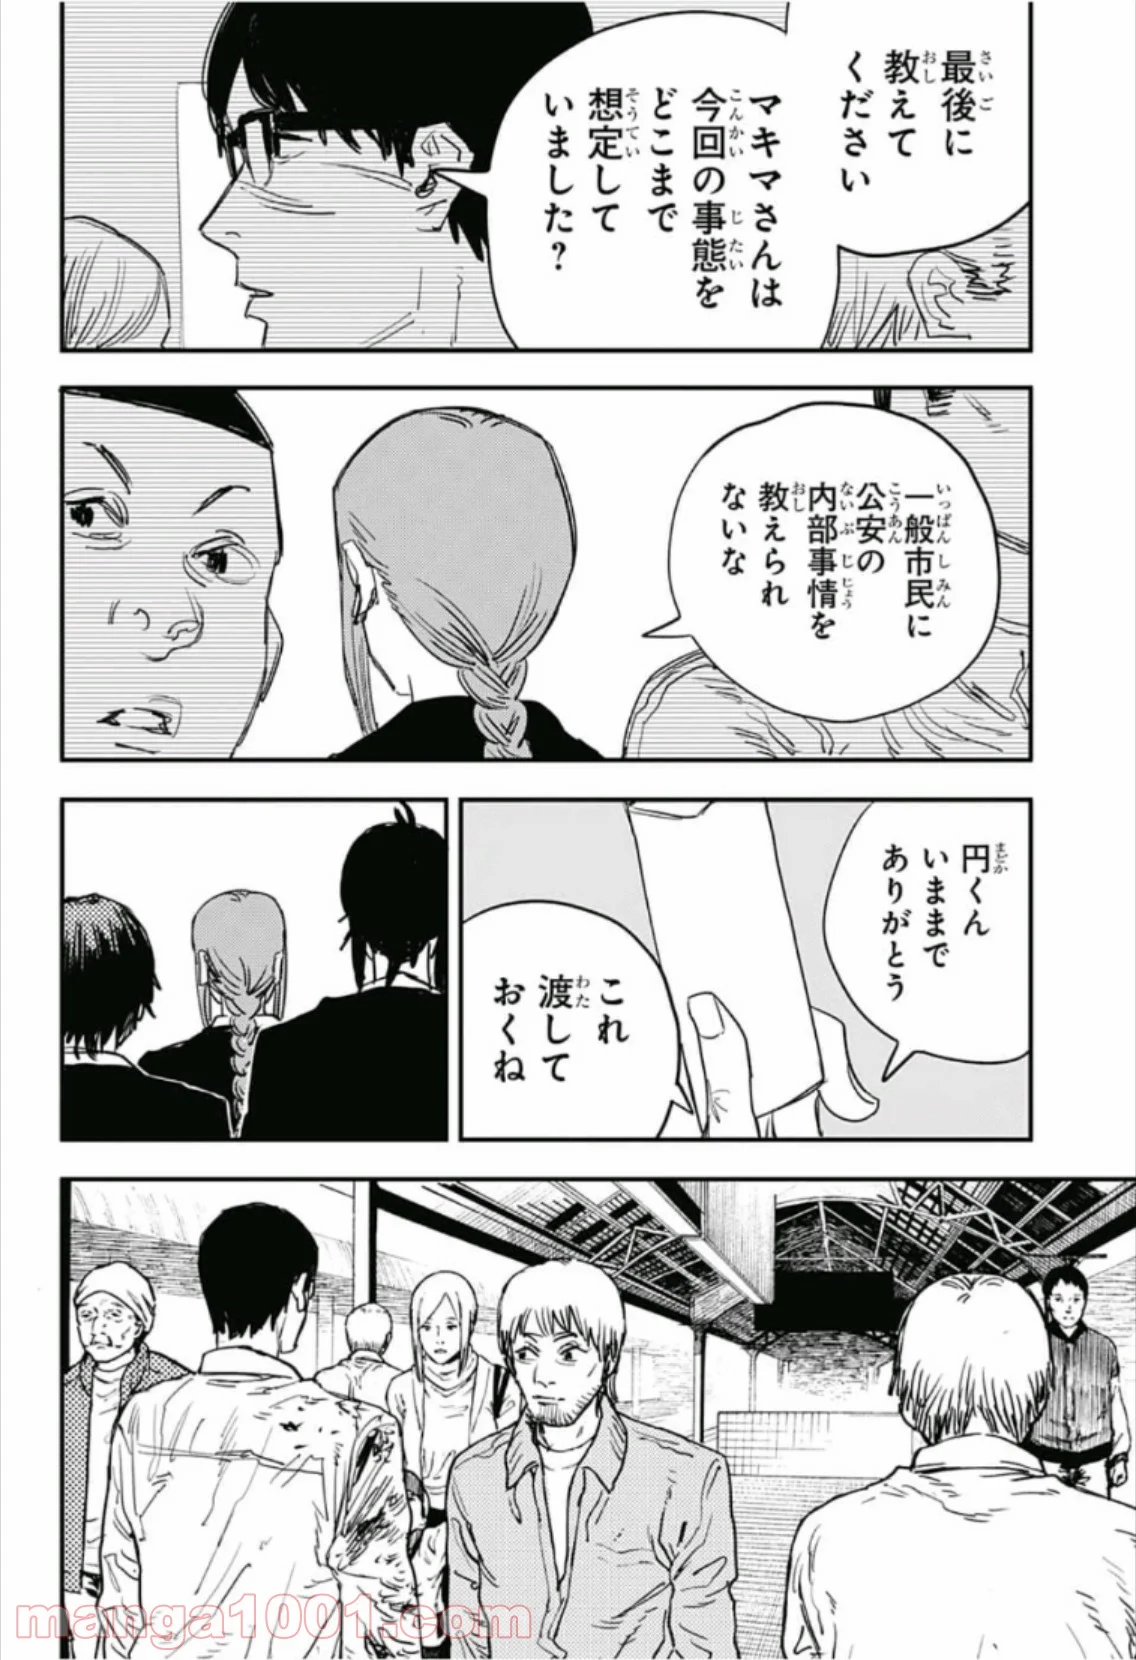 最後に
教えて
ください
マキマさんは
今回の事態を
どこまで
想定して
いました?
一般市民に
公安の
内部事情を
教えられ
ないな
円くん
いままで
ありがとう
これ
渡して
おくね
manga1001.com